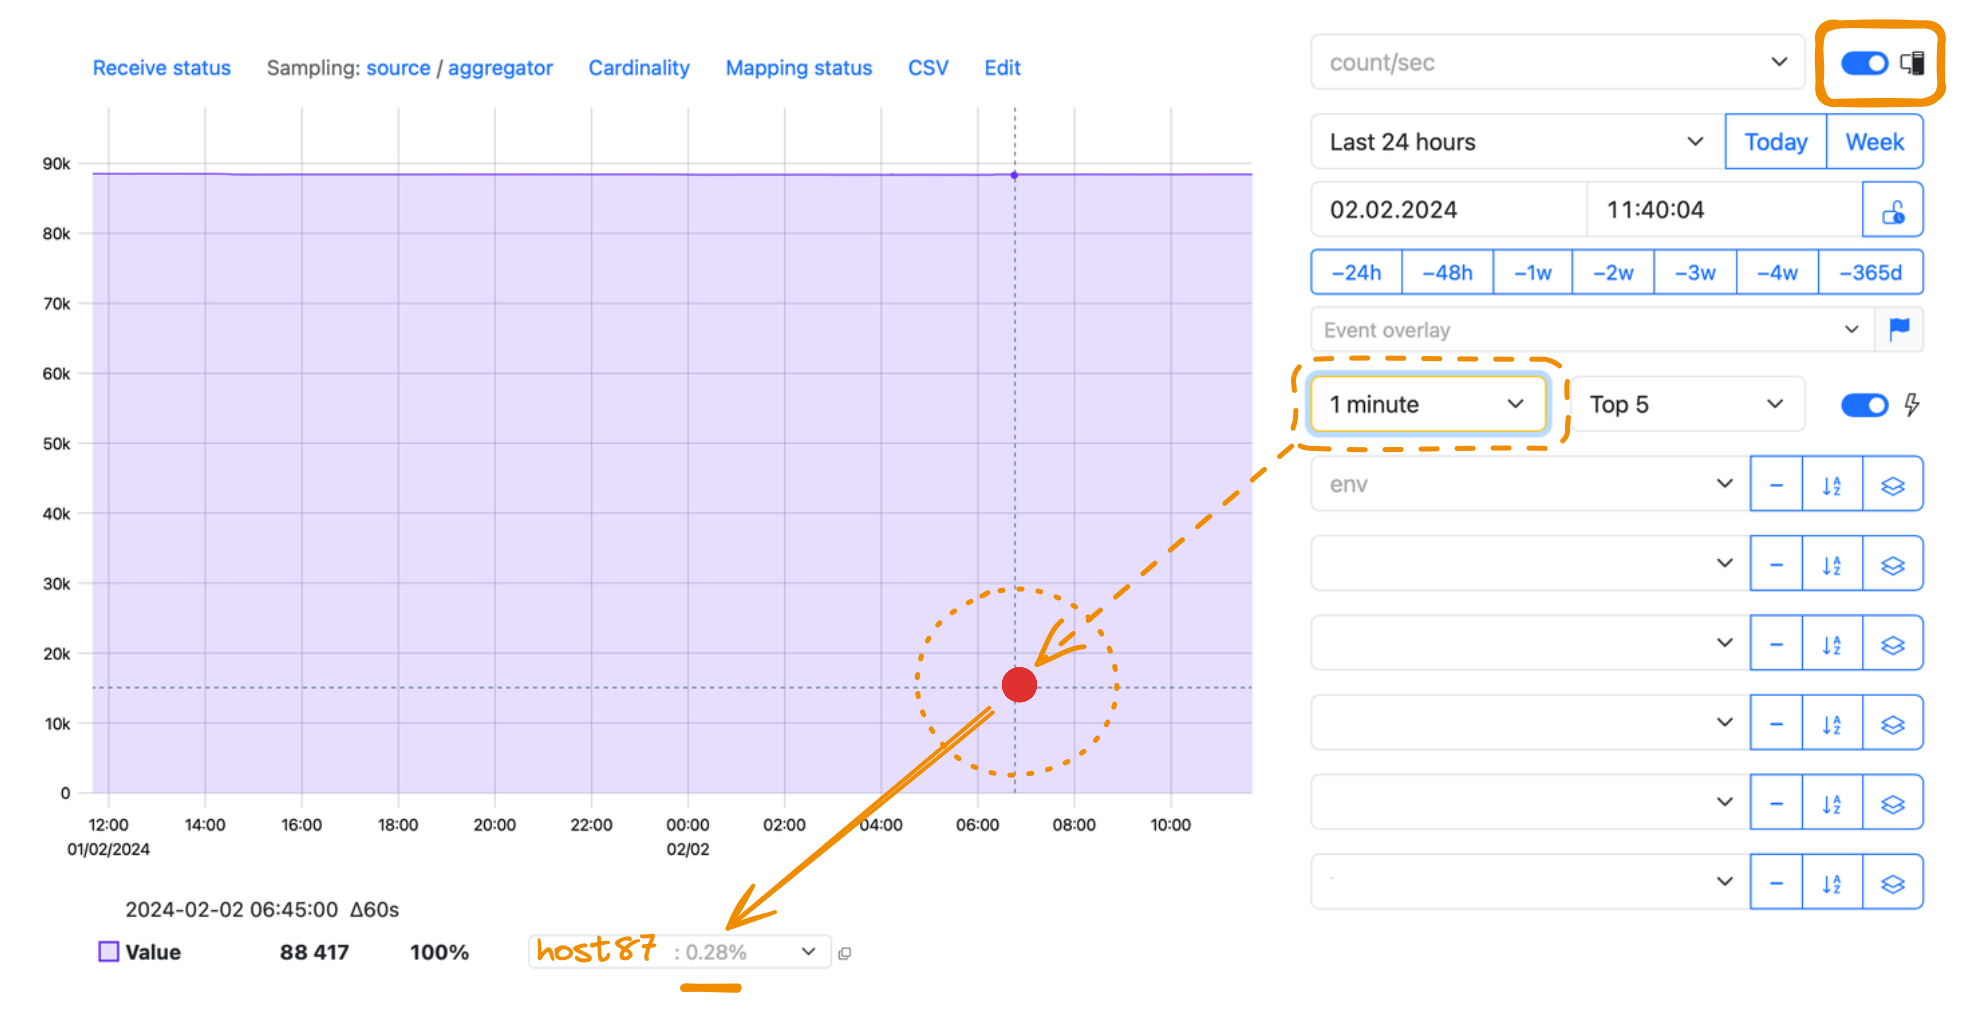 Receive status Sampling: source / aggregator Cardinality Mapping status CSV Edit
90k
80k
70k
60k
50k
40k
30k
20k
10k
0
12:00 14:00 16:00 18:00 20:00 22:00 00:00 02:00 04:00 06:00 08:00 10:00
01/02/2024 02/02
2024-02-02 06:45:00 Δ60s
Value 88 417 100% host87 : 0.28%
count/sec
Last 24 hours Today Week
02.02.2024 11:40:04
–24h –48h –1w –2w –3w –4w –365d
Event overlay
1 minute Top 5
env – ↓A Z
– ↓A Z
– ↓A Z
– ↓A Z
– ↓A Z
– ↓A Z